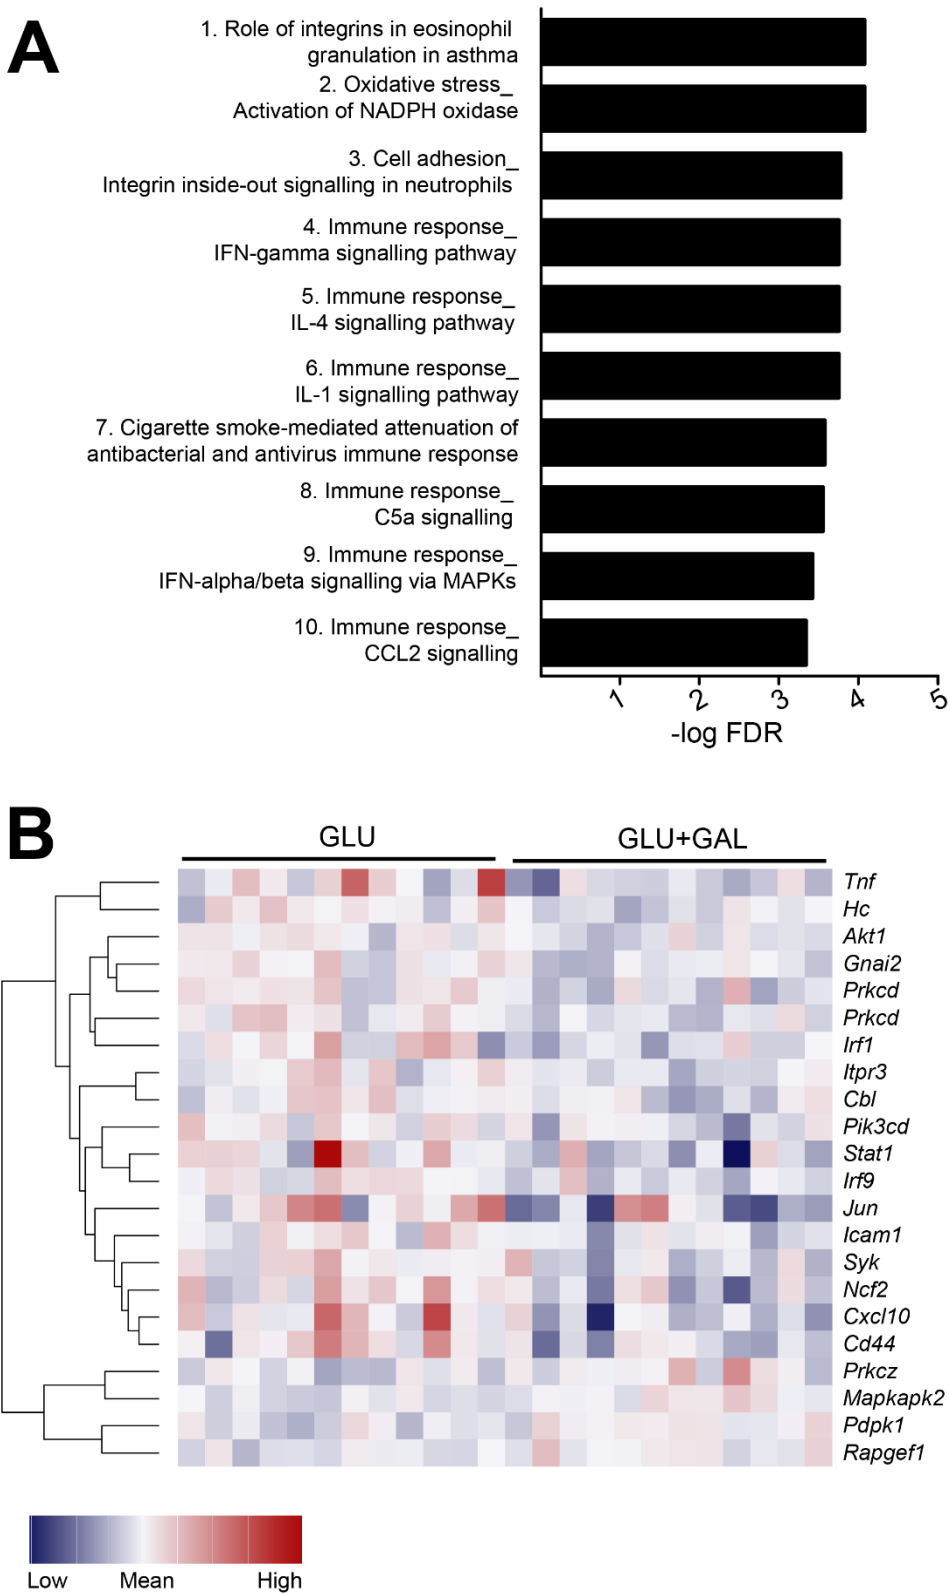 A
1. Role of integrins in eosinophil
granulation in asthma
2. Oxidative stress_
Activation of NADPH oxidase
3. Cell adhesion_
Integrin inside-out signalling in neutrophils
4. Immune response_
IFN-gamma signalling pathway
5. Immune response_
IL-4 signalling pathway
6. Immune response_
IL-1 signalling pathway
7. Cigarette smoke-mediated attenuation of
antibacterial and antivirus immune response
8. Immune response_
C5a signalling
9. Immune response_
IFN-alpha/beta signalling via MAPKs
10. Immune response_
CCL2 signalling
1 2 3 4 5
-log FDR
B
GLU GLU+GAL
Tnf
Hc
Akt1
Gnai2
Prkcd
Prkcd
Irf1
Itpr3
Cbl
Pik3cd
Stat1
Irf9
Jun
Icam1
Syk
Ncf2
Cxcl10
Cd44
Prkcz
Mapkapk2
Pdpk1
Rapgef1
Low Mean High